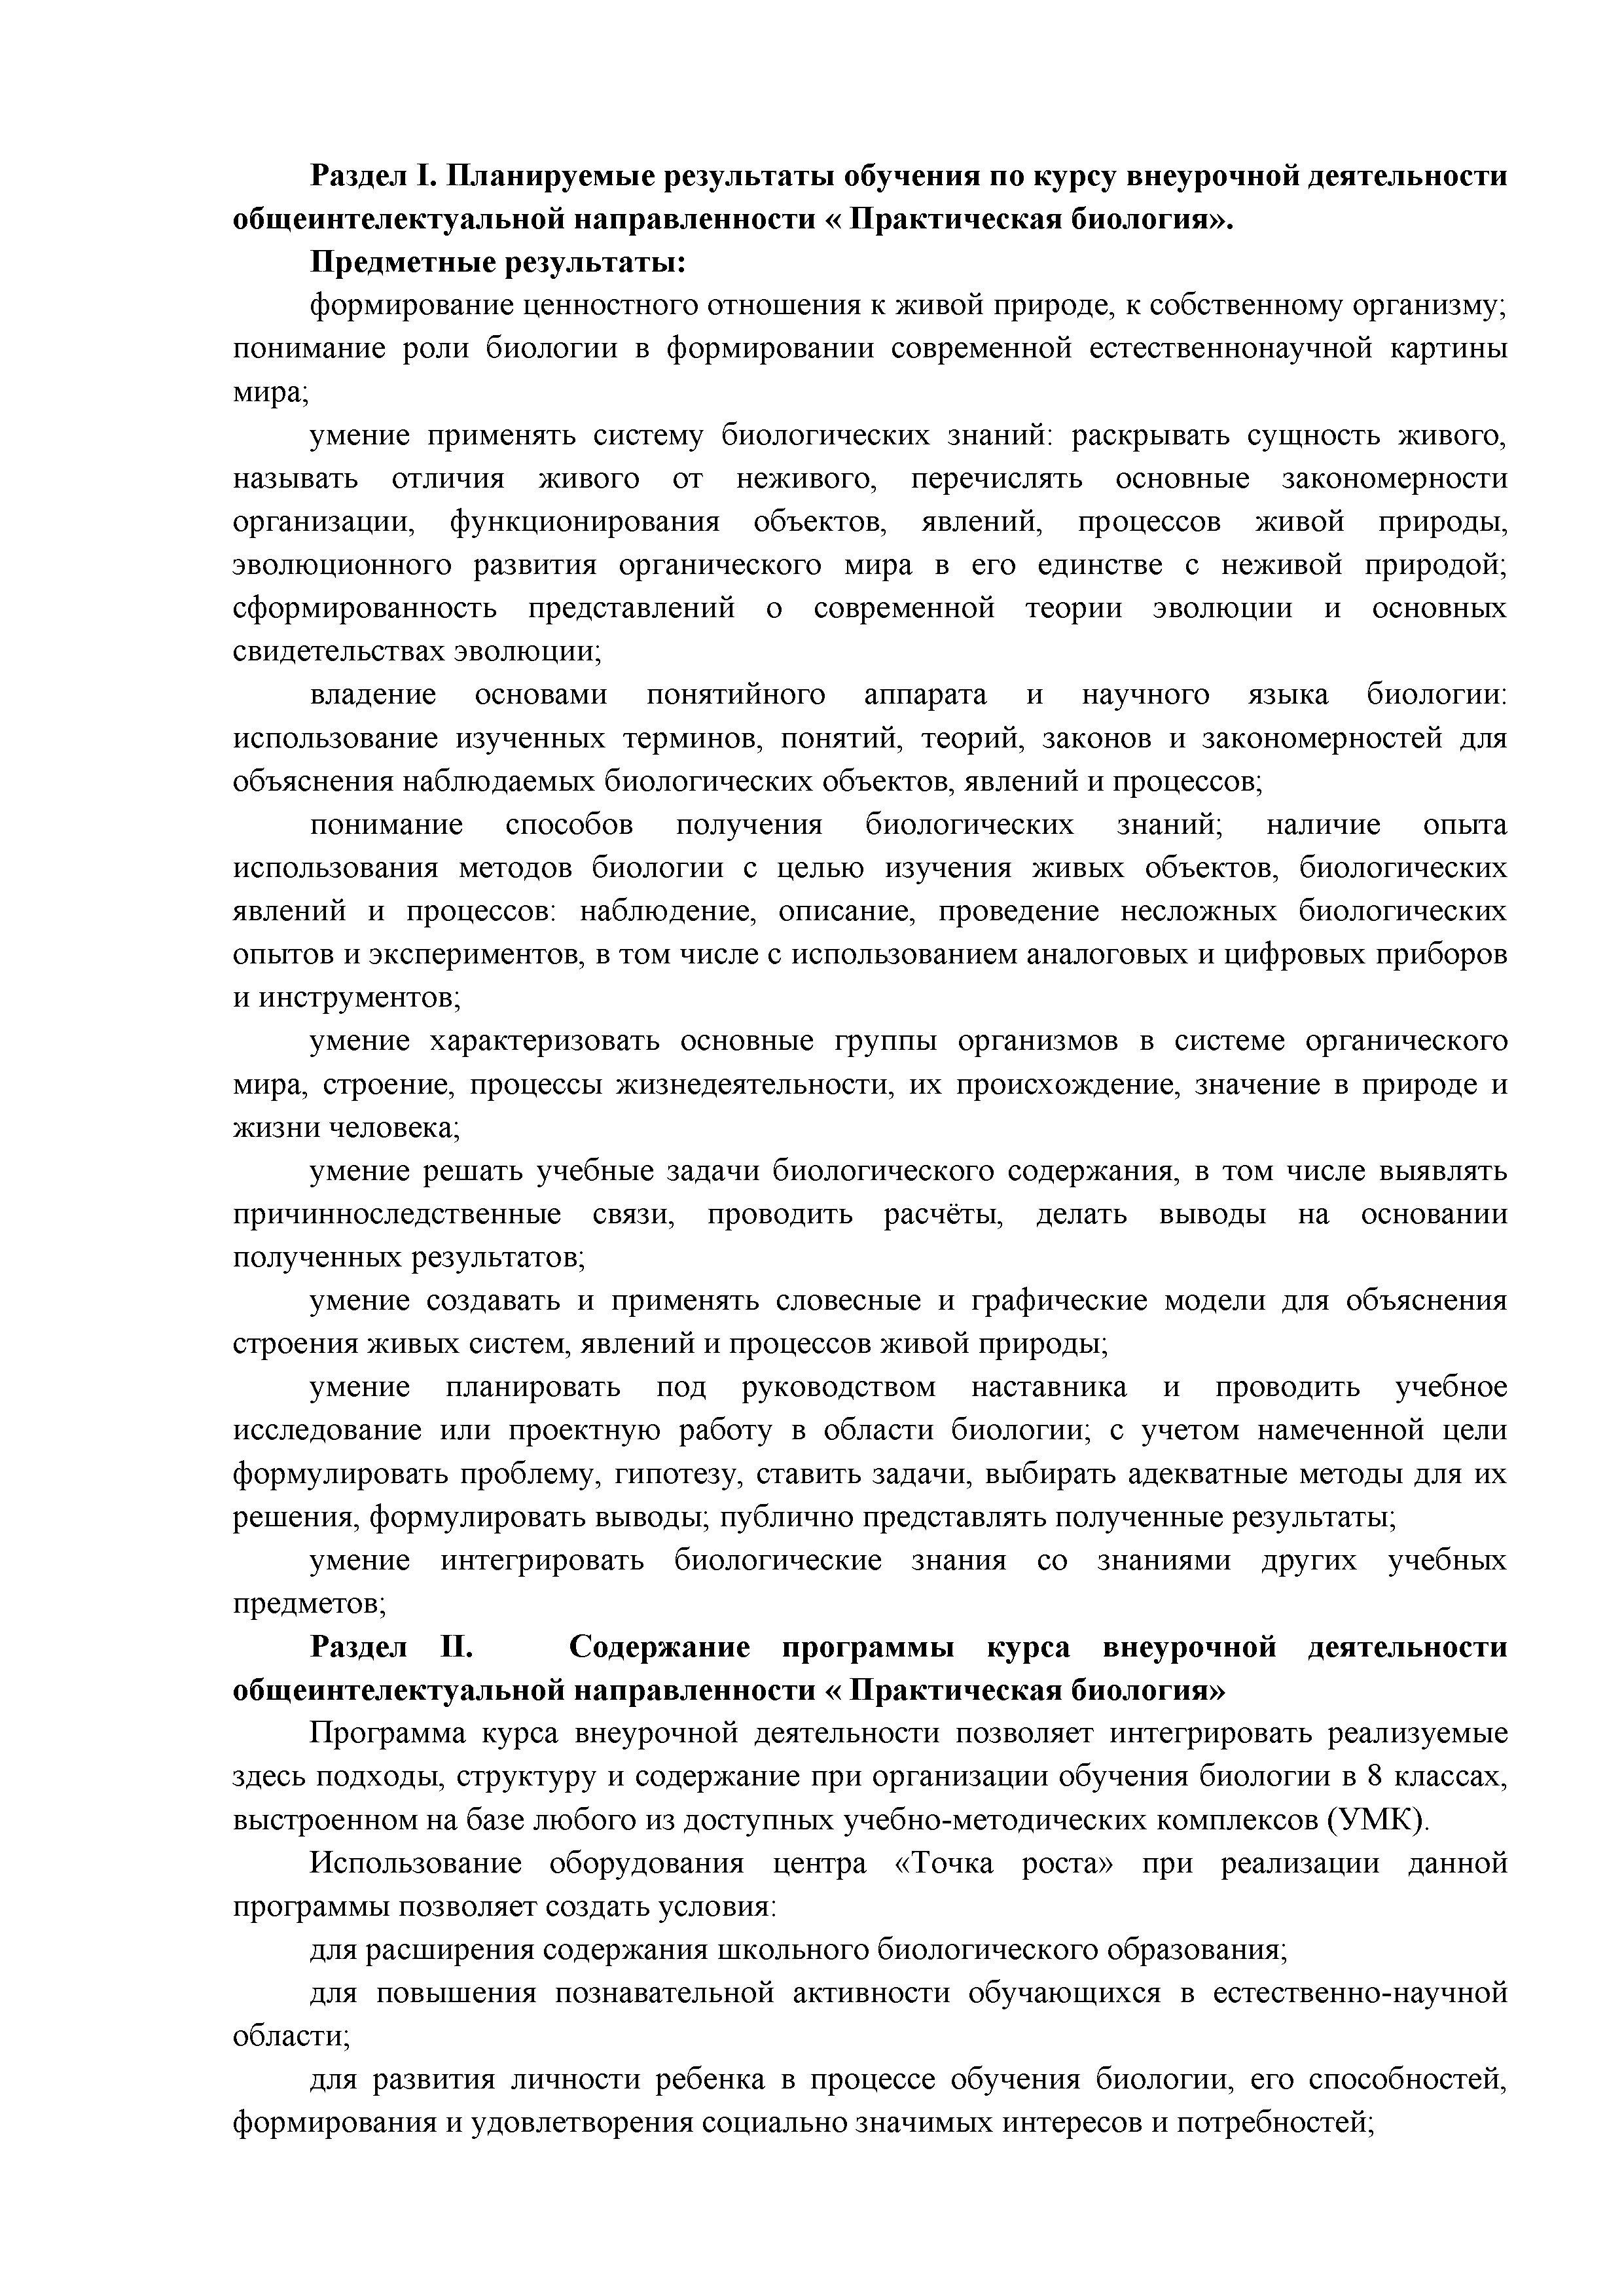 Раздел I. Планируемые результаты обучения по курсу внеурочной деятельности
общеинтелектуальной направленности « Практическая биология».
Предметные результаты:
формирование ценностного отношения к живой природе, к собственному организму;
понимание роли биологии в формировании современной естественнонаучной картины
мира;
умение применять систему биологических знаний: раскрывать сущность живого,
называть отличия живого от неживого, перечислять основные закономерности
организации, функционирования объектов, явлений, процессов живой природы,
эволюционного развития органического мира в его единстве с неживой природой;
сформированность представлений о современной теории эволюции и основных
свидетельствах эволюции;
владение основами понятийного аппарата и научного языка биологии:
использование изученных терминов, понятий, теорий, законов и закономерностей для
объяснения наблюдаемых биологических объектов, явлений и процессов;
понимание способов получения биологических знаний; наличие опыта
использования методов биологии с целью изучения живых объектов, биологических
явлений и процессов: наблюдение, описание, проведение несложных биологических
опытов и экспериментов, в том числе с использованием аналоговых и цифровых приборов
и инструментов;
умение характеризовать основные группы организмов в системе органического
мира, строение, процессы жизнедеятельности, их происхождение, значение в природе и
жизни человека;
умение решать учебные задачи биологического содержания, в том числе выявлять
причинноследственные связи, проводить расчёты, делать выводы на основании
полученных результатов;
умение создавать и применять словесные и графические модели для объяснения
строения живых систем, явлений и процессов живой природы;
умение планировать под руководством наставника и проводить учебное
исследование или проектную работу в области биологии; с учетом намеченной цели
формулировать проблему, гипотезу, ставить задачи, выбирать адекватные методы для их
решения, формулировать выводы; публично представлять полученные результаты;
умение интегрировать биологические знания со знаниями других учебных
предметов;
Раздел II. Содержание программы курса внеурочной деятельности
общеинтелектуальной направленности « Практическая биология»
Программа курса внеурочной деятельности позволяет интегрировать реализуемые
здесь подходы, структуру и содержание при организации обучения биологии в 8 классах,
выстроенном на базе любого из доступных учебно-методических комплексов (УМК).
Использование оборудования центра «Точка роста» при реализации данной
программы позволяет создать условия:
для расширения содержания школьного биологического образования;
для повышения познавательной активности обучающихся в естественно-научной
области;
для развития личности ребенка в процессе обучения биологии, его способностей,
формирования и удовлетворения социально значимых интересов и потребностей;